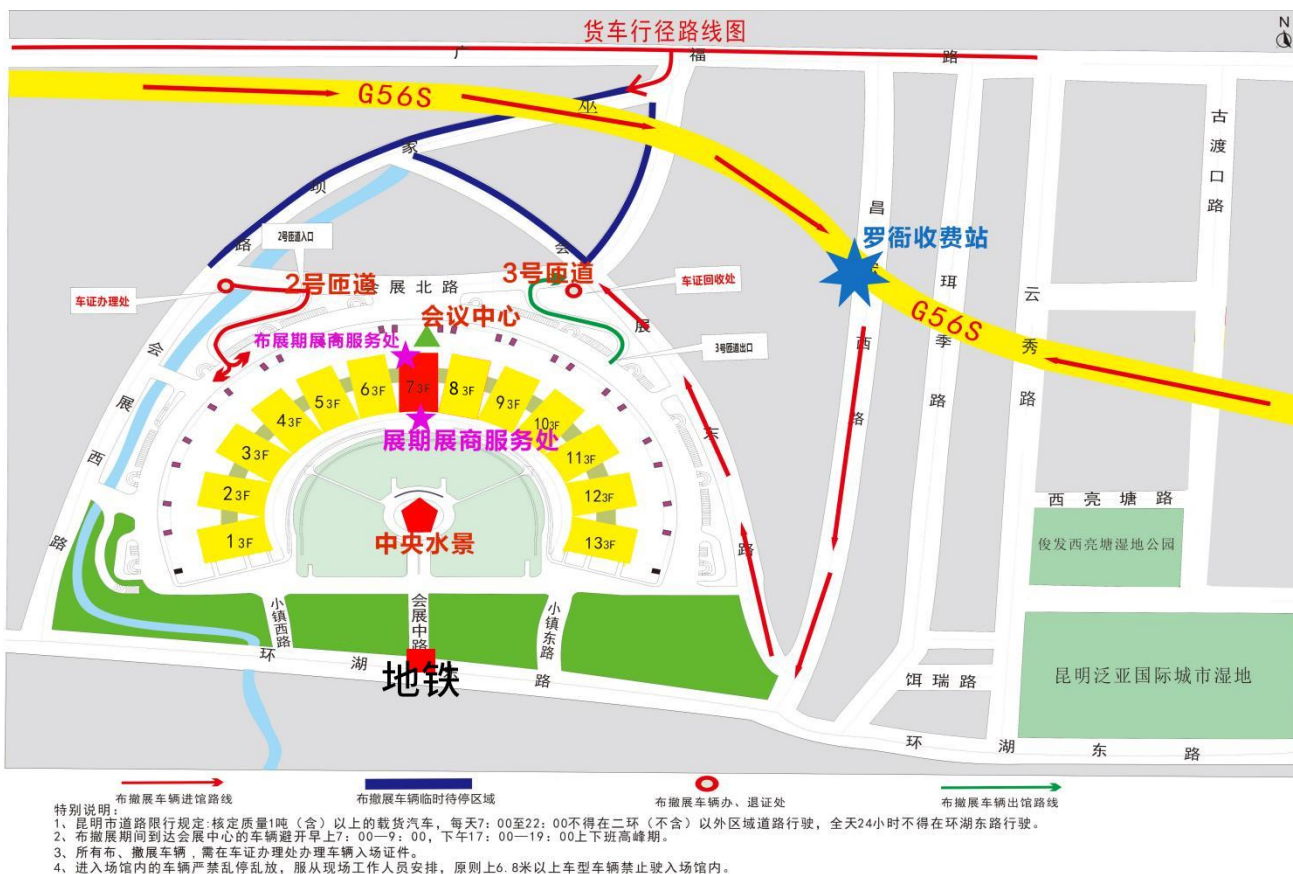 货车行径路线图
N
广 福 路
G56S
巫
家
坝
路
古渡口路
2号匝道入口
会
昌
宏
罗衙收费站
车证办理处
2号匝道
会展北路
3号匝道
车证回收处
珥
季
路
云
秀
路
会议中心
G56S
布展期展商服务处
展
3号匝道出口
西
路
会
展
西
路
6 3F
7 3F
8 3F
5 3F
9 3F
4 3F
10 3F
3 3F
11 3F
2 3F
12 3F
1 3F
13 3F
展期展商服务处
东
路
中央水景
西亮塘路
俊发西亮塘湿地公园
小镇西路
会展中路
小镇东路
环 湖 东 路
地铁
饵瑞路
昆明泛亚国际城市湿地
环 湖 东 路
布撤展车辆进馆路线
布撤展车辆临时待停区域
布撤展车辆办、退证处
布撤展车辆出馆路线
特别说明:
1、昆明市道路限行规定:核定质量1吨(含)以上的载货汽车,每天7:00至22:00不得在二环(不含)以外区域道路行驶,全天24小时不得在环湖东路行驶。
2、布撤展期间到达会展中心的车辆避开早上7:00—9:00,下午17:00—19:00上下班高峰期。
3、所有布、撤展车辆,需在车证办理处办理车辆入场证件。
4、进入场馆内的车辆严禁乱停乱放,服从现场工作人员安排,原则上6.8米以上车型车辆禁止驶入场馆内。